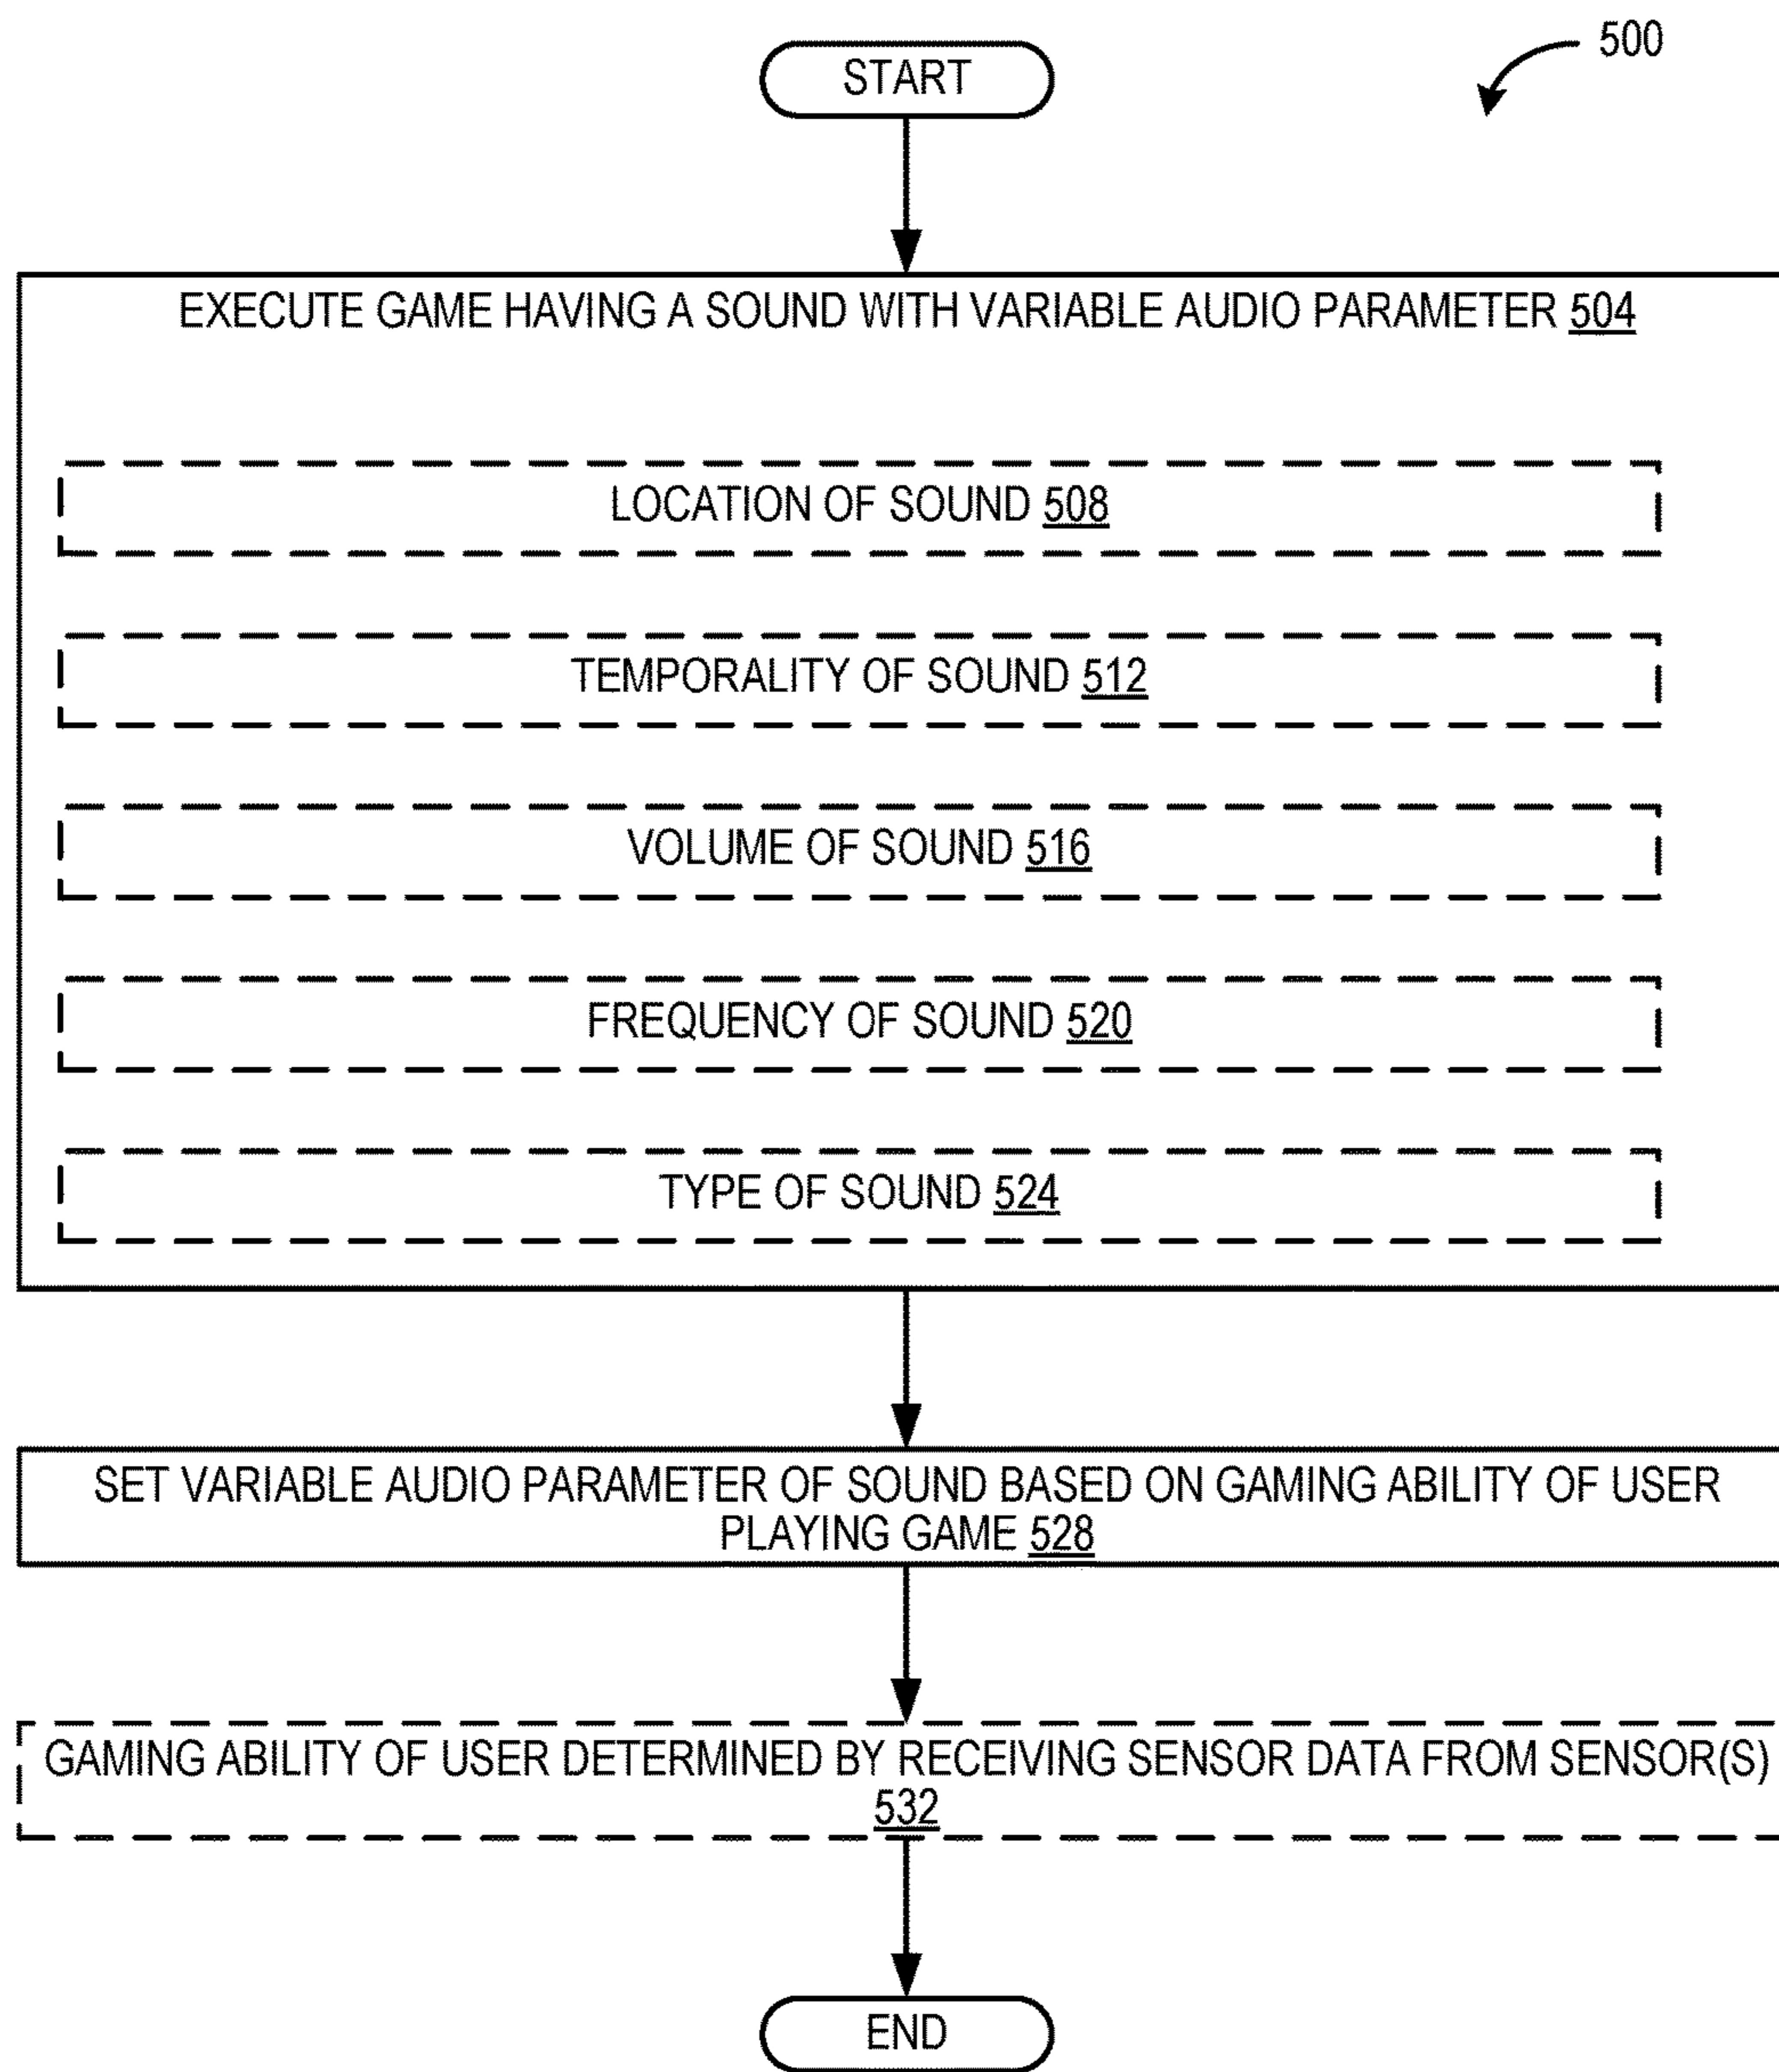 500
START
EXECUTE GAME HAVING A SOUND WITH VARIABLE AUDIO PARAMETER 504
LOCATION OF SOUND 508
TEMPORALITY OF SOUND 512
VOLUME OF SOUND 516
FREQUENCY OF SOUND 520
TYPE OF SOUND 524
SET VARIABLE AUDIO PARAMETER OF SOUND BASED ON GAMING ABILITY OF USER
PLAYING GAME 528
GAMING ABILITY OF USER DETERMINED BY RECEIVING SENSOR DATA FROM SENSOR(S)
532
END